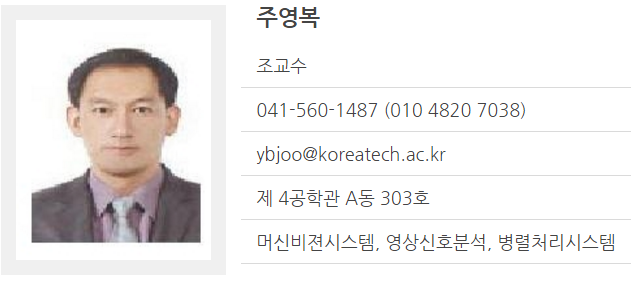 주영복
조교수
041-560-1487 (010 4820 7038)
ybjoo@koreatech.ac.kr
제 4공학관 A동 303호
머신비젼시스템, 영상신호분석, 병렬처리시스템